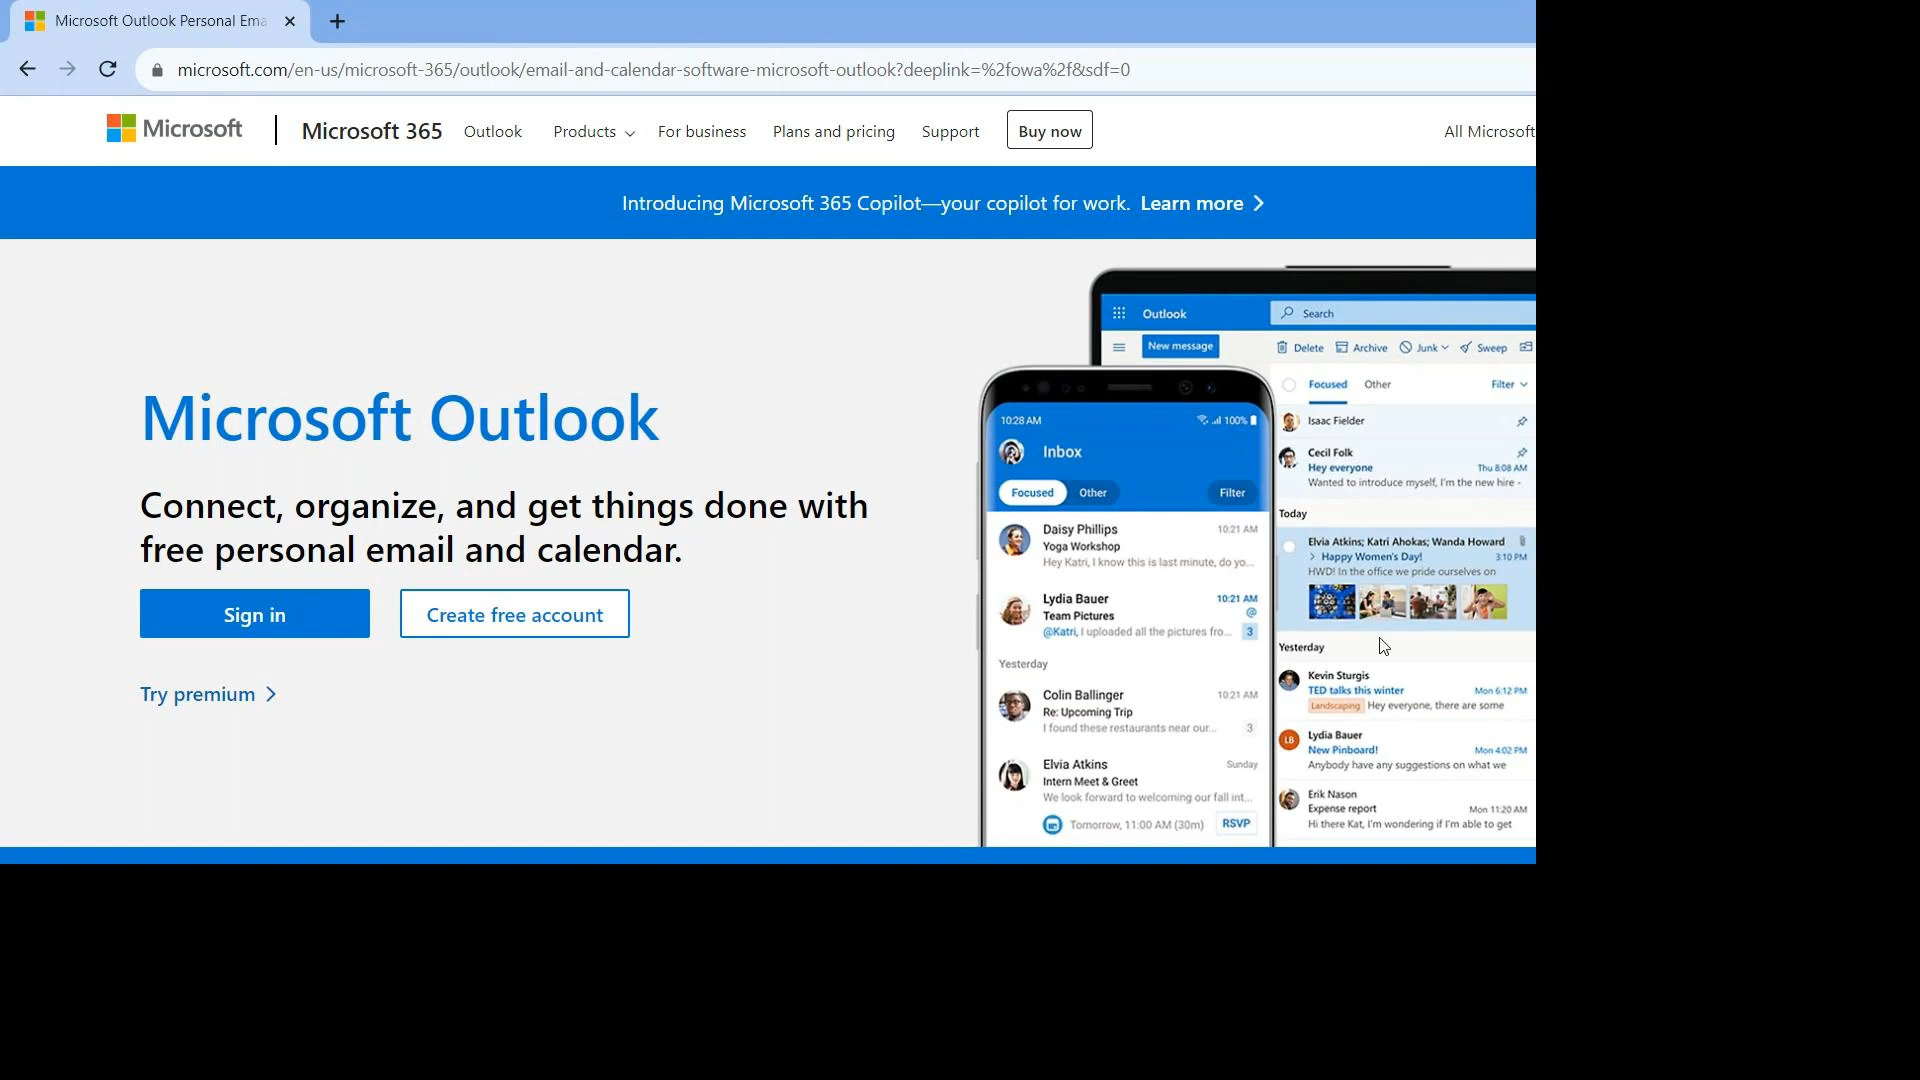 Microsoft Outlook Personal Ema
microsoft.com/en-us/microsoft-365/outlook/email-and-calendar-software-microsoft-outlook?deeplink=%2fowa%2f&sdf=0
Microsoft
Microsoft 365
Outlook
Products
For business
Plans and pricing
Support
Buy now
All Microsoft
Introducing Microsoft 365 Copilot—your copilot for work. Learn more
Microsoft Outlook
Connect, organize, and get things done with
free personal email and calendar.
Sign in
Create free account
Try premium
10:28 AM
100%
Inbox
Focused
Other
Filter
Daisy Phillips
10:21 AM
Yoga Workshop
Hey Katri, I know this is last minute, do yo...
Lydia Bauer
10:21 AM
Team Pictures
@
@Katri, I uploaded all the pictures fro...
3
Yesterday
Colin Ballinger
10:21 AM
Re: Upcoming Trip
I found these restaurants near our...
3
Elvia Atkins
Sunday
Intern Meet & Greet
We look forward to welcoming our fall int...
Tomorrow, 11:00 AM (30m)
RSVP
Outlook
Search
New message
Delete
Archive
Junk
Sweep
Focused
Other
Filter
Isaac Fielder
Cecil Folk
Hey everyone
Thu 8:08 AM
Wanted to introduce myself, I'm the new hire -
Today
Elvia Atkins; Katri Ahokas; Wanda Howard
> Happy Women's Day!
3:10 PM
HWD! In the office we pride ourselves on
Yesterday
Kevin Sturgis
TED talks this winter
Mon 6:12 PM
Landscaping Hey everyone, there are some
LB
Lydia Bauer
New Pinboard!
Mon 4:02 PM
Anybody have any suggestions on what we
Erik Nason
Expense report
Mon 11:20 AM
Hi there Kat, I'm wondering if I'm able to get